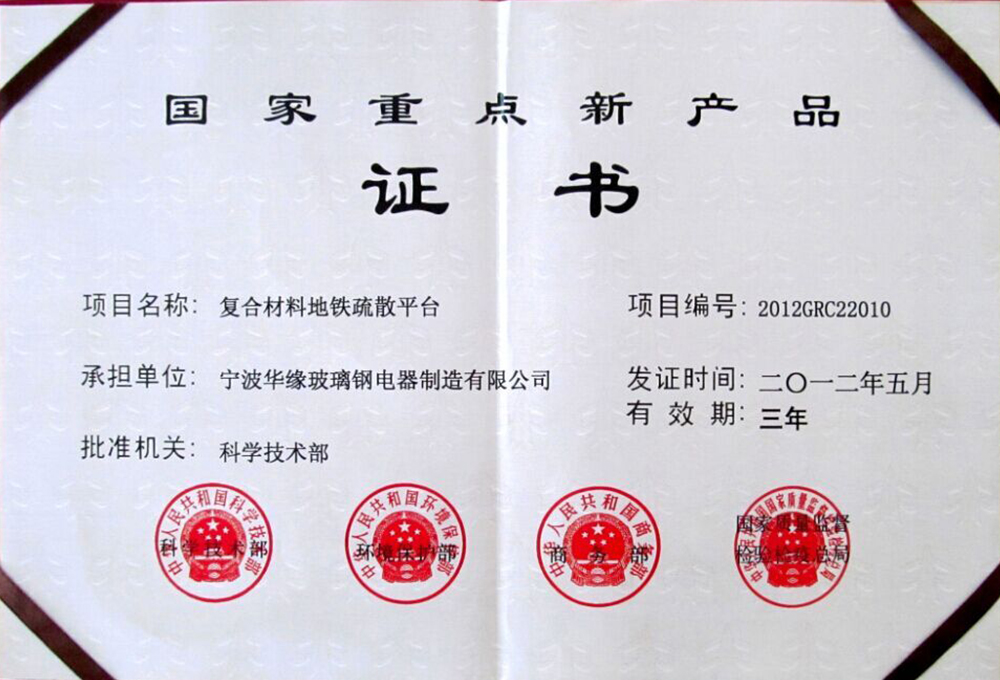 国家重点新产品
证书
项目名称：复合材料地铁疏散平台
项目编号：2012GRC22010
承担单位：宁波华缘玻璃钢电器制造有限公司
发证时间：二〇一二年五月
有效期：三年
批准机关：科学技术部
中华人民共和国科学技术部
科学技术部
中华人民共和国环境保护部
环境保护部
中华人民共和国商务部
商务部
国家质量监督
检验检疫总局